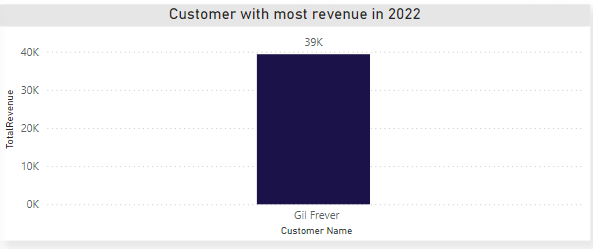 Customer with most revenue in 2022
39K
40K
30K
20K
10K
0K
TotalRevenue
Gil Frever
Customer Name